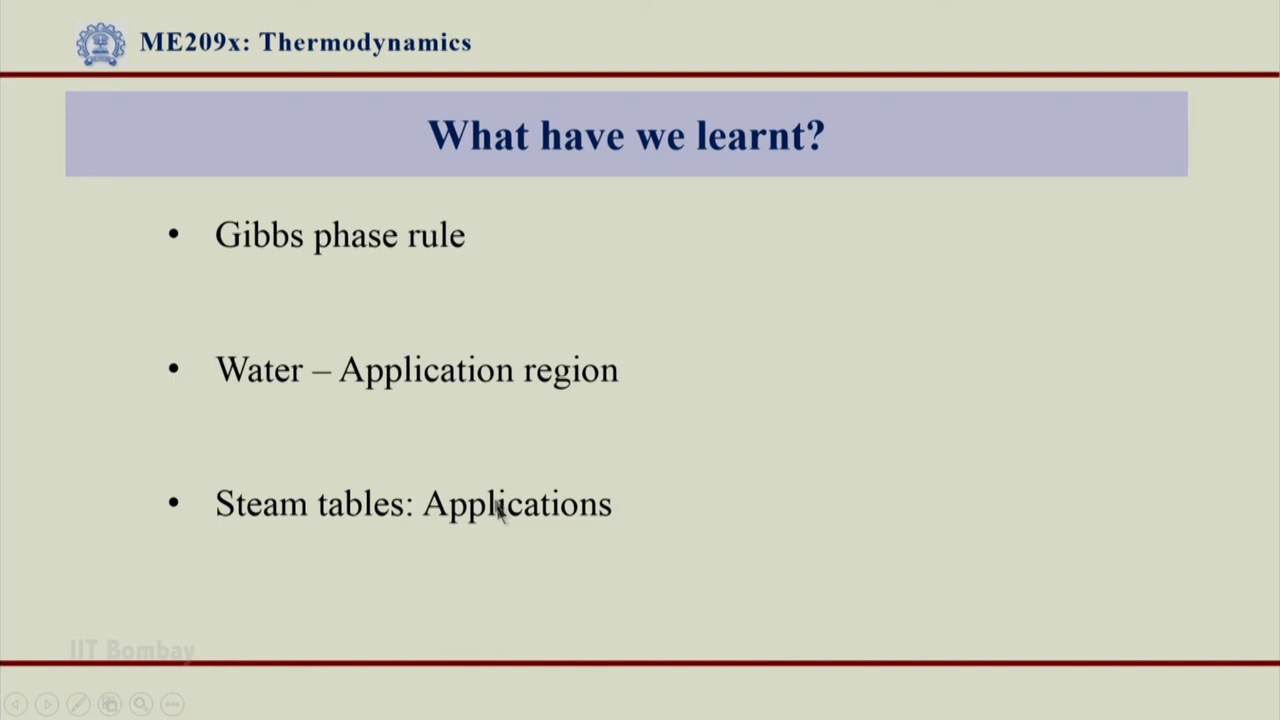 ME209x: Thermodynamics
What have we learnt?
• Gibbs phase rule
• Water – Application region
• Steam tables: Applications
IIT Bombay